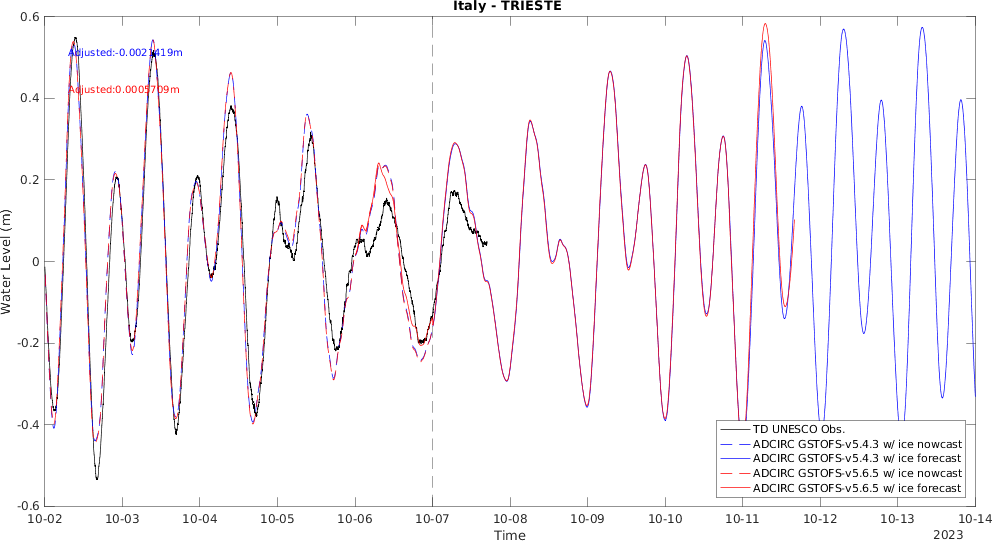 Italy - TRIESTE
0.6
Adjusted:-0.0021419m
Adjusted:0.0005709m
0.4
0.2
0
-0.2
-0.4
-0.6
Water Level (m)
TD UNESCO Obs.
ADCIRC GSTOFS-v5.4.3 w/ ice nowcast
ADCIRC GSTOFS-v5.4.3 w/ ice forecast
ADCIRC GSTOFS-v5.6.5 w/ ice nowcast
ADCIRC GSTOFS-v5.6.5 w/ ice forecast
10-02 10-03 10-04 10-05 10-06 10-07 10-08 10-09 10-10 10-11 10-12 10-13 10-14
Time
2023